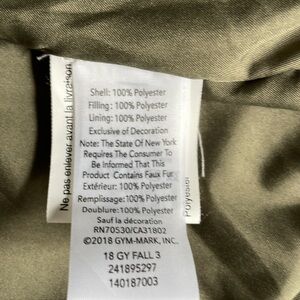 Shell: 100% Polyester
Filling: 100% Polyester
Lining: 100% Polyester
Exclusive of Decoration
Note: The State Of New York
Requires The Consumer To
Be Informed That This
Product Contains Faux Fur
Extérieur: 100% Polyester
Remplissage: 100% Polyester
Doublure: 100% Polyester
Sauf la décoration
RN70530/CA31802
©2018 GYM-MARK, INC.
18 GY FALL 3
241895297
140187003
Ne pas enlever avant la livraison
Polyester